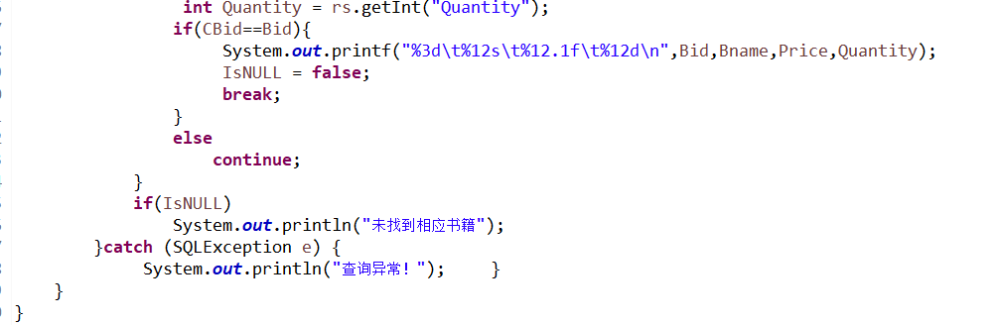 int Quantity = rs.getInt("Quantity");
if(CBid==Bid){
System.out.printf("%3d\t%12s\t%12.1f\t%12d\n",Bid,Bname,Price,Quantity);
IsNULL = false;
break;
}
else
continue;
}
if(IsNULL)
System.out.println("未找到相应书籍");
}catch (SQLException e) {
System.out.println("查询异常！");    }
}
}